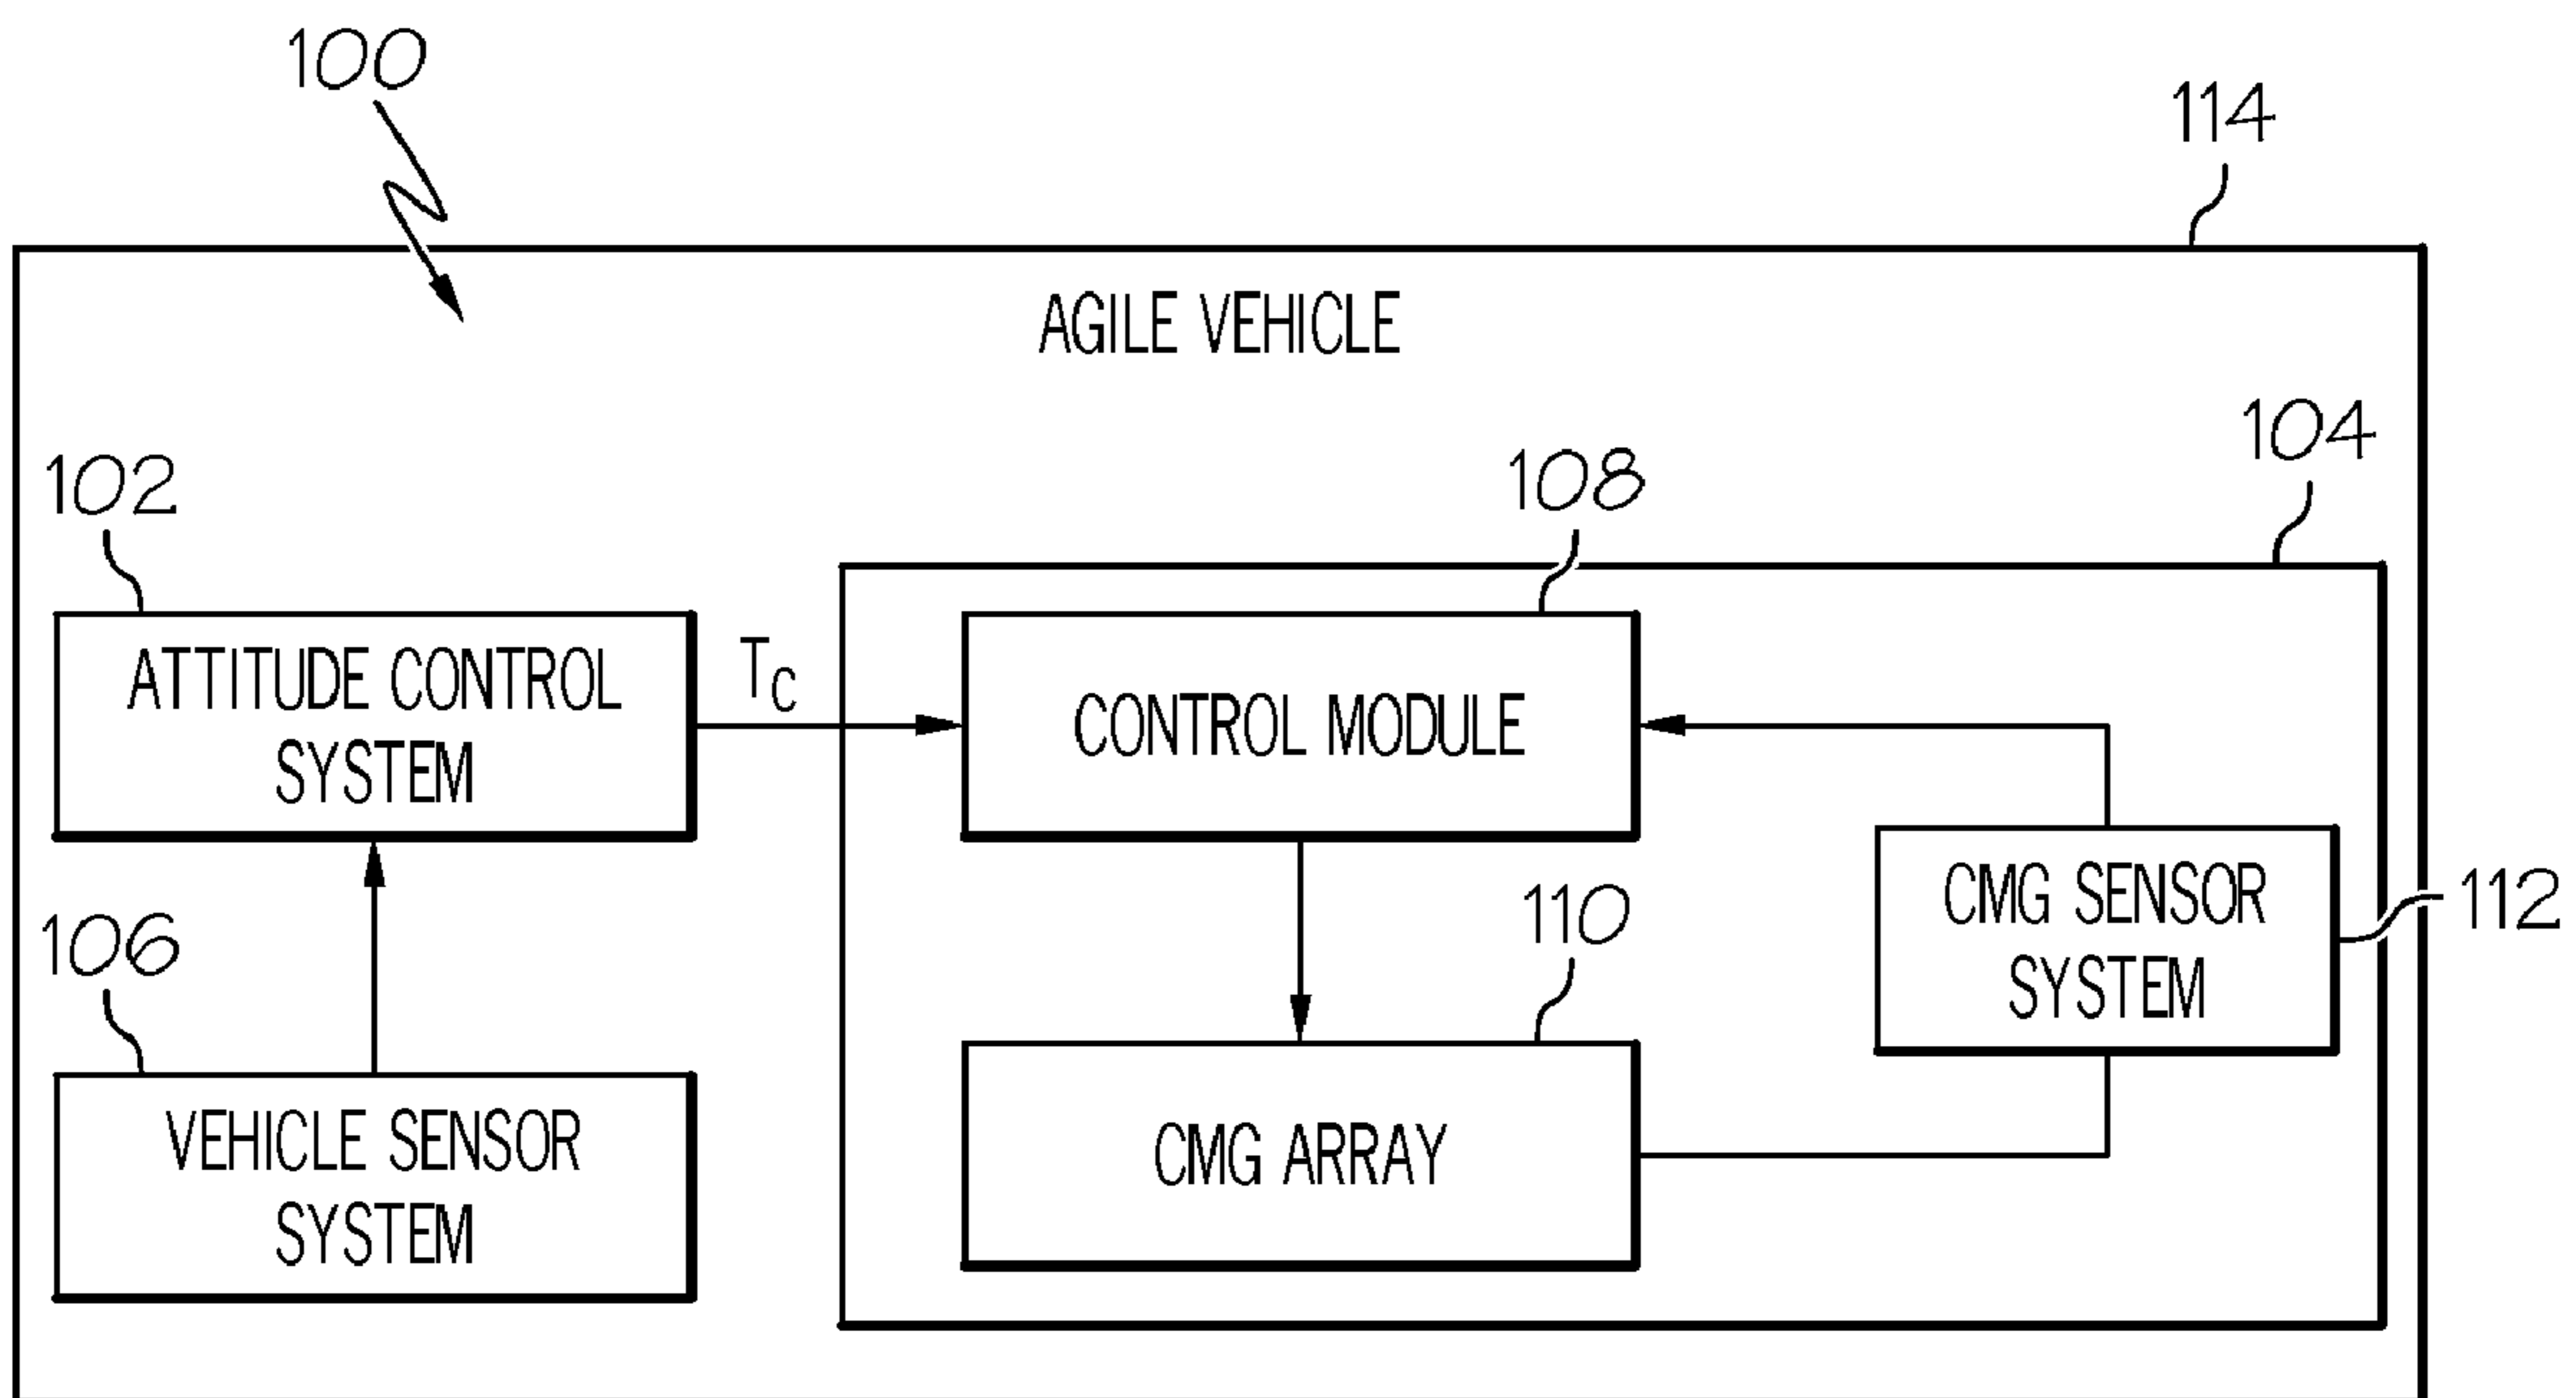 100
114
AGILE VEHICLE
104
102
108
ATTITUDE CONTROL
SYSTEM
TC
CONTROL MODULE
CMG SENSOR
SYSTEM
112
106
110
VEHICLE SENSOR
SYSTEM
CMG ARRAY